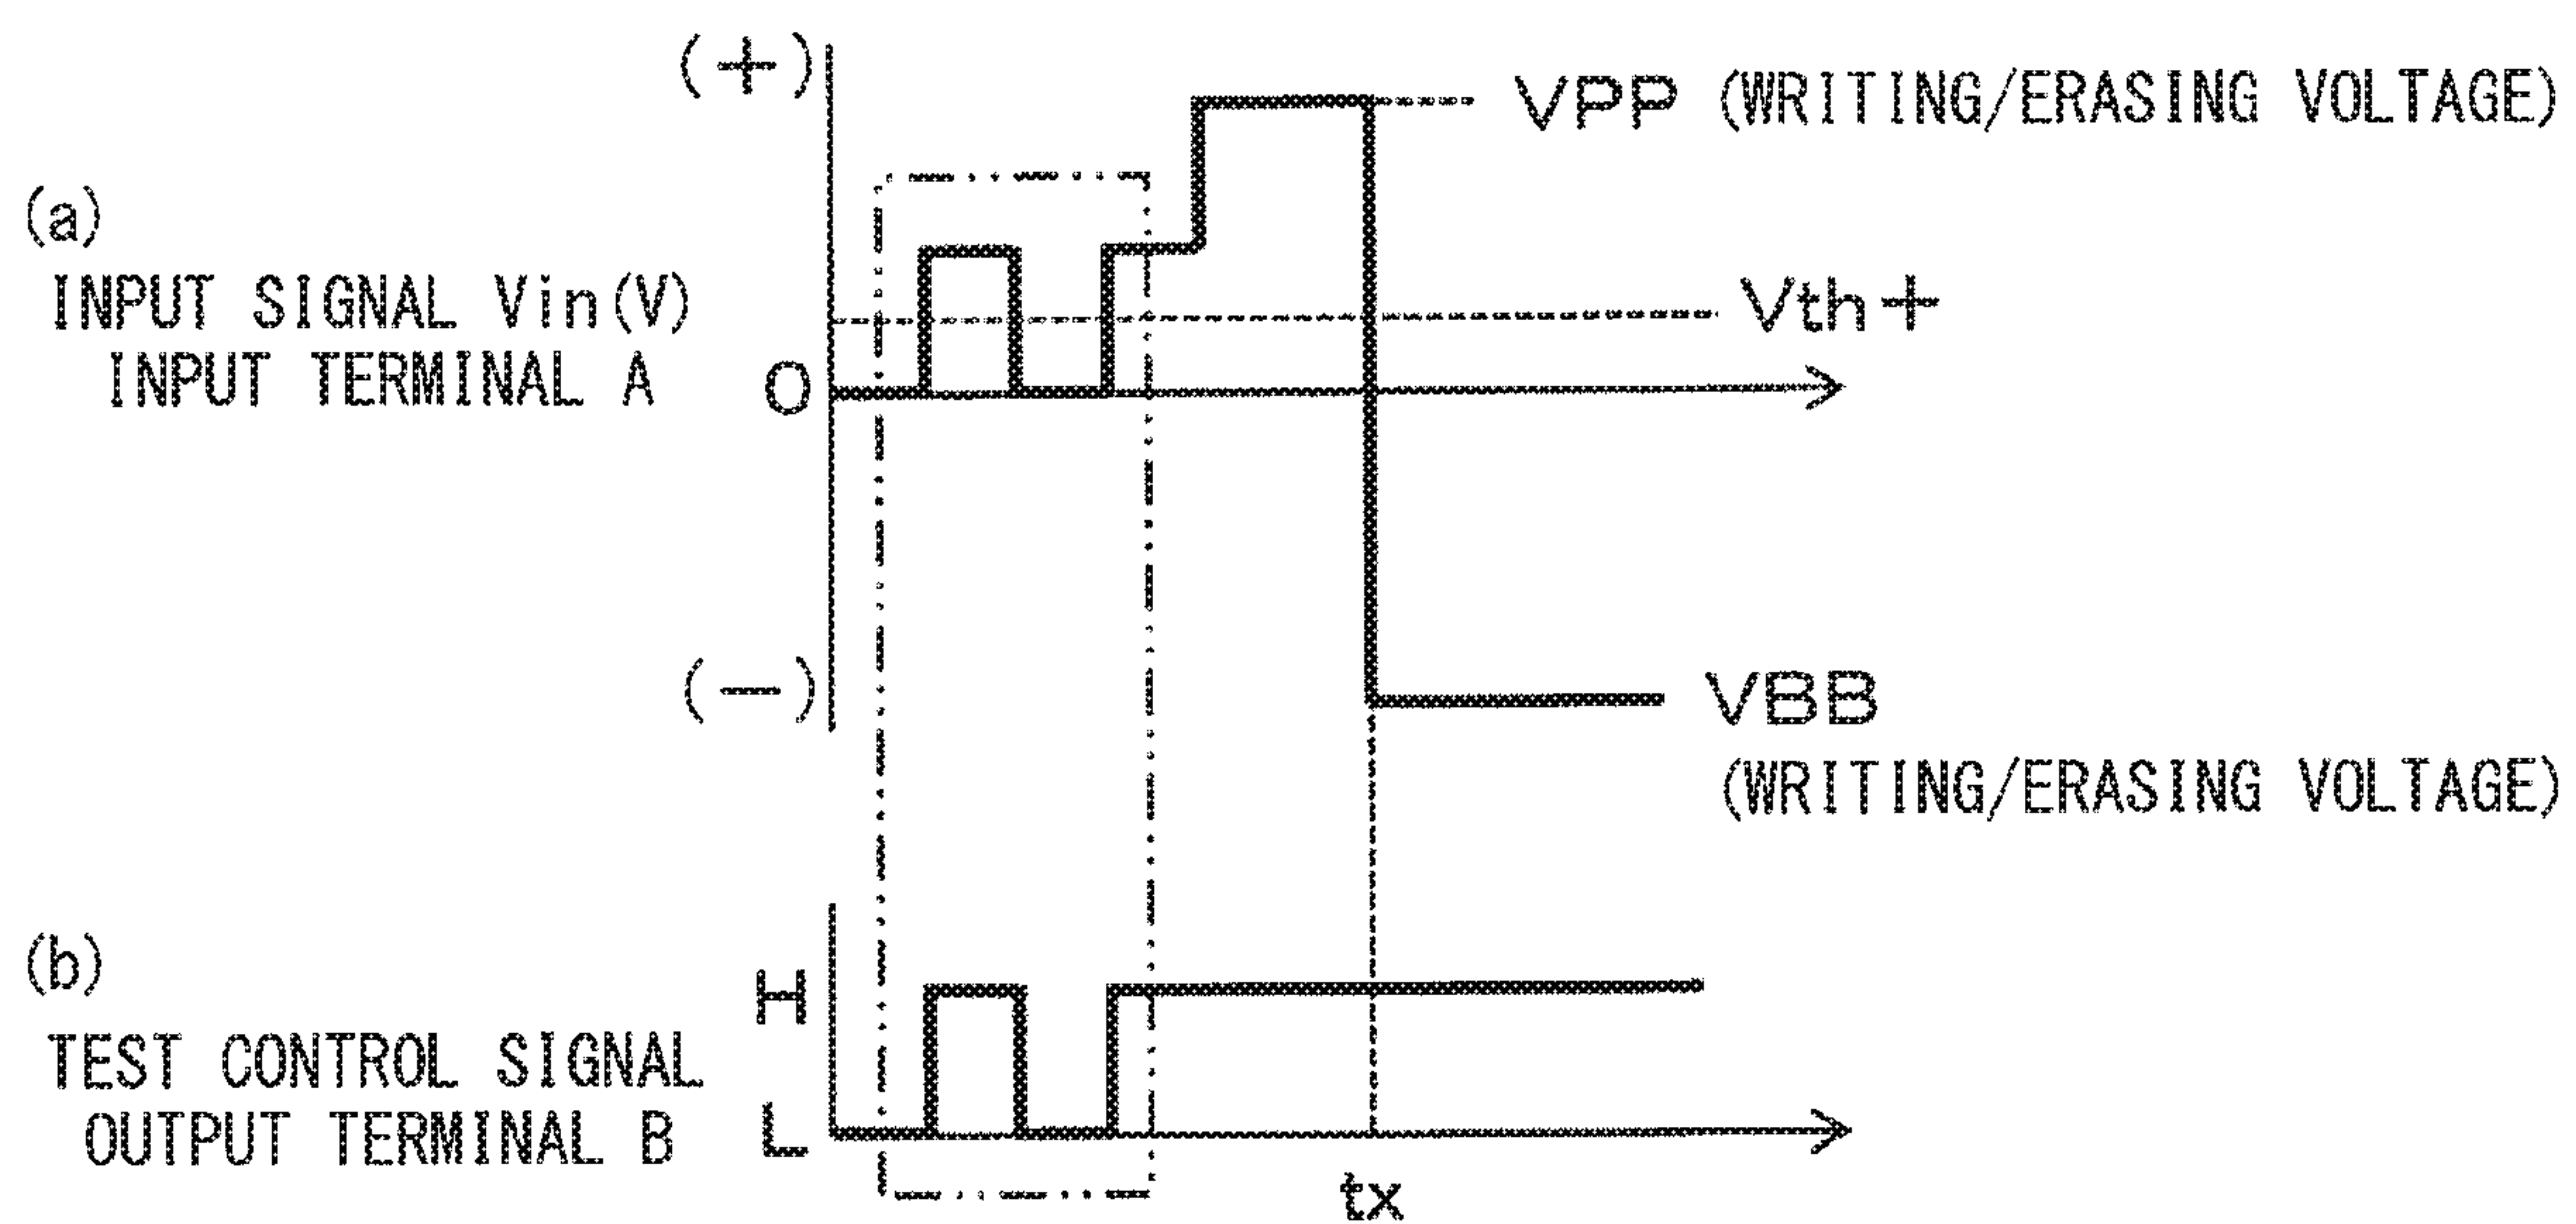 (+)
VPP (WRITING/ERASING VOLTAGE)
(a)
INPUT SIGNAL Vin(V)
INPUT TERMINAL A
Vth+
0
(-)
VBB
(WRITING/ERASING VOLTAGE)
(b)
H
TEST CONTROL SIGNAL
OUTPUT TERMINAL B
L
tx